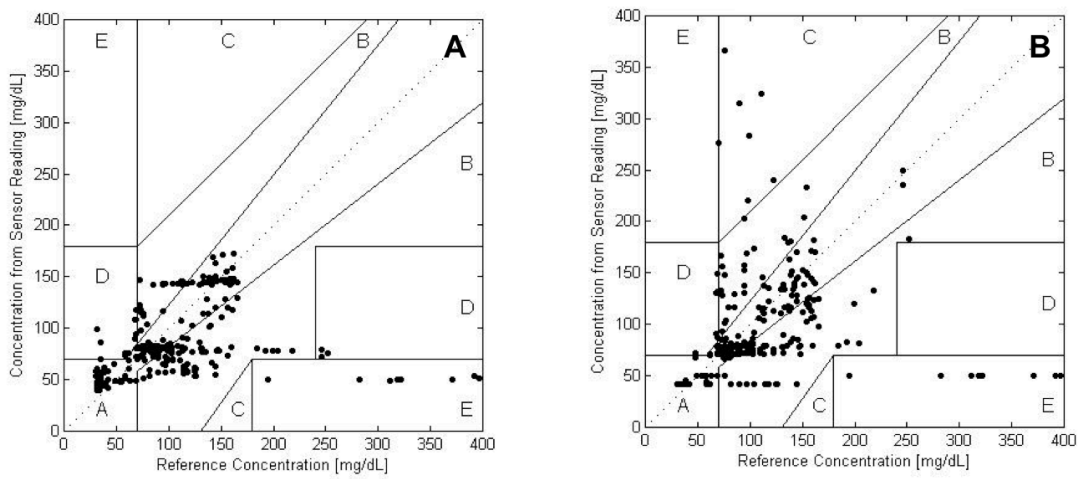 A
400
350
300
250
200
150
100
50
0
0 50 100 150 200 250 300 350 400
Concentration from Sensor Reading [mg/dL]
Reference Concentration [mg/dL]
E C B
B
D
D
A C E
B
400
350
300
250
200
150
100
50
0
0 50 100 150 200 250 300 350 400
Concentration from Sensor Reading [mg/dL]
Reference Concentration [mg/dL]
E C B
B
D
D
A C E